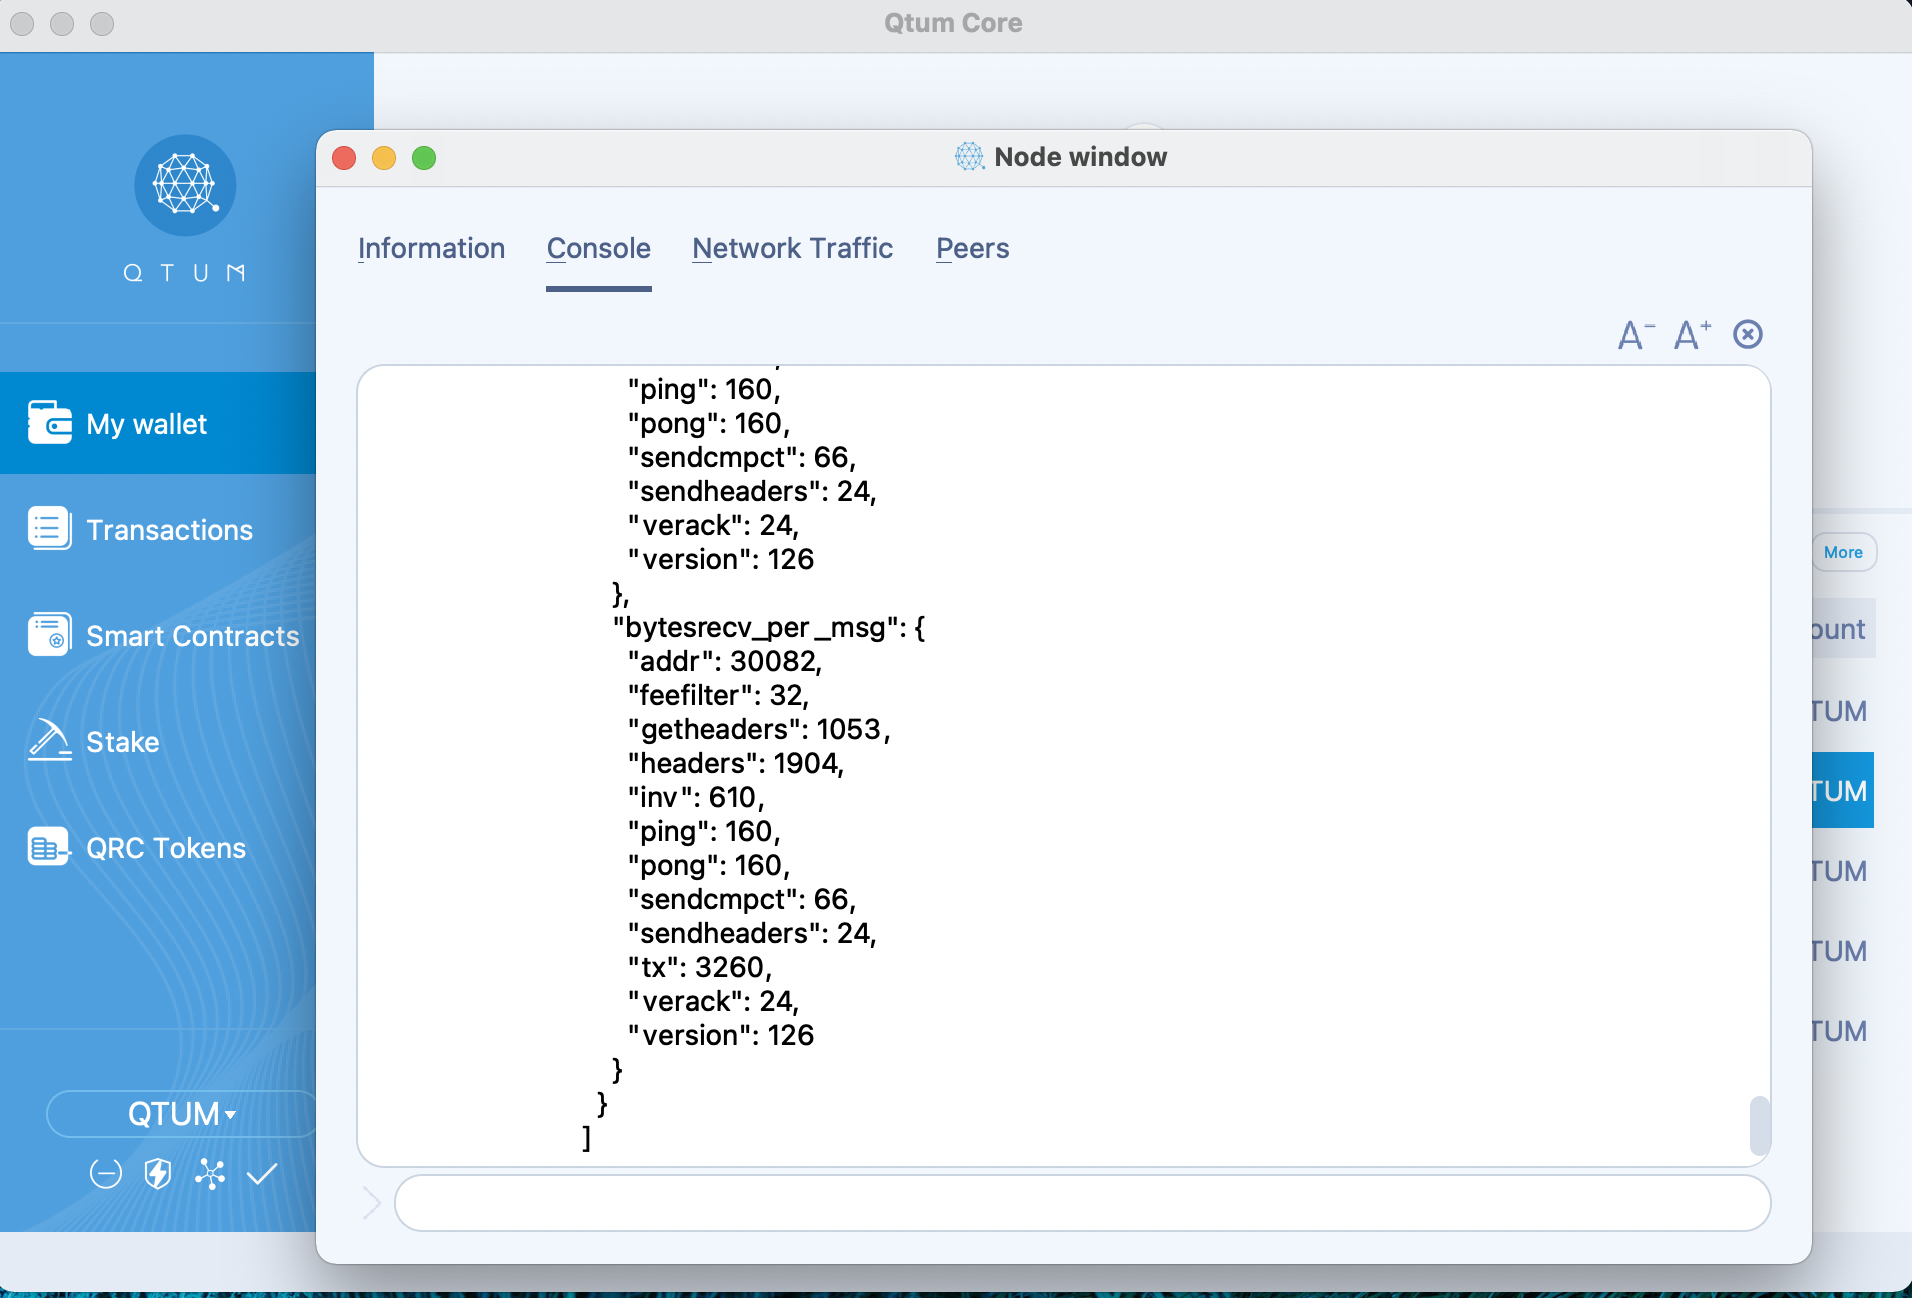 Qtum Core
QTUM
My wallet
Transactions
Smart Contracts
Stake
QRC Tokens
QTUM
Node window
Information Console Network Traffic Peers
A⁻ A⁺
"ping": 160,
"pong": 160,
"sendcmpct": 66,
"sendheaders": 24,
"verack": 24,
"version": 126
},
"bytesrecv_per_msg": {
"addr": 30082,
"feefilter": 32,
"getheaders": 1053,
"headers": 1904,
"inv": 610,
"ping": 160,
"pong": 160,
"sendcmpct": 66,
"sendheaders": 24,
"tx": 3260,
"verack": 24,
"version": 126
}
}
]
More
ount
TUM
TUM
TUM
TUM
TUM